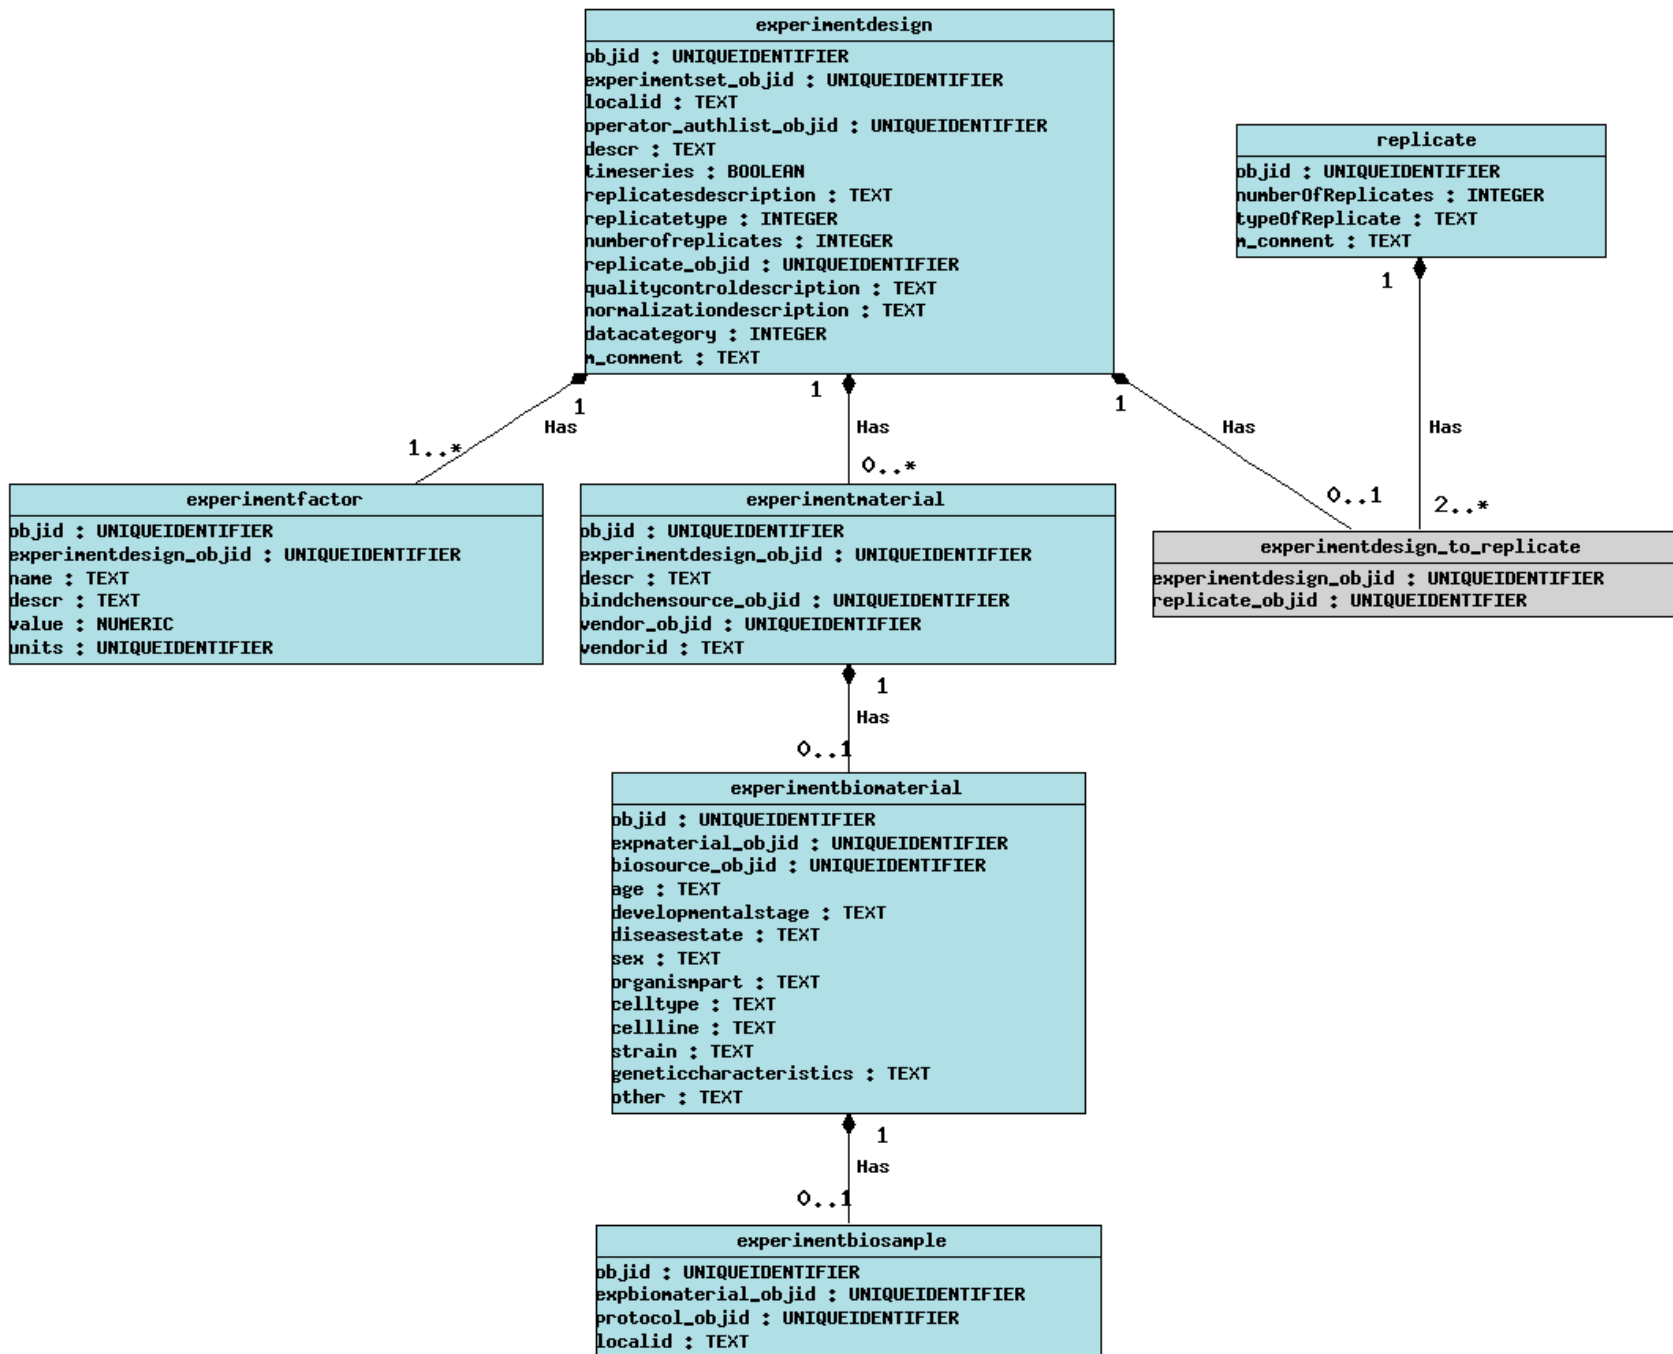 experimentdesign
objid : UNIQUEIDENTIFIER
experimentset_objid : UNIQUEIDENTIFIER
localid : TEXT
operator_authlist_objid : UNIQUEIDENTIFIER
descr : TEXT
timeseries : BOOLEAN
replicatesdescription : TEXT
replicatetype : INTEGER
numberofreplicates : INTEGER
replicate_objid : UNIQUEIDENTIFIER
qualitycontroldescription : TEXT
normalizationdescription : TEXT
datacategory : INTEGER
m_comment : TEXT
replicate
objid : UNIQUEIDENTIFIER
numberOfReplicates : INTEGER
typeOfReplicate : TEXT
m_comment : TEXT
1
Has
1..*
1
Has
0..*
1
Has
0..1
1
Has
2..*
experimentfactor
objid : UNIQUEIDENTIFIER
experimentdesign_objid : UNIQUEIDENTIFIER
name : TEXT
descr : TEXT
value : NUMERIC
units : UNIQUEIDENTIFIER
experimentmaterial
objid : UNIQUEIDENTIFIER
experimentdesign_objid : UNIQUEIDENTIFIER
descr : TEXT
bindchemsource_objid : UNIQUEIDENTIFIER
vendor_objid : UNIQUEIDENTIFIER
vendorid : TEXT
experimentdesign_to_replicate
experimentdesign_objid : UNIQUEIDENTIFIER
replicate_objid : UNIQUEIDENTIFIER
1
Has
0..1
experimentbiomaterial
objid : UNIQUEIDENTIFIER
expmaterial_objid : UNIQUEIDENTIFIER
biosource_objid : UNIQUEIDENTIFIER
age : TEXT
developmentalstage : TEXT
diseasestate : TEXT
sex : TEXT
organismpart : TEXT
celltype : TEXT
cellline : TEXT
strain : TEXT
geneticcharacteristics : TEXT
other : TEXT
1
Has
0..1
experimentbiosample
objid : UNIQUEIDENTIFIER
expbiomaterial_objid : UNIQUEIDENTIFIER
protocol_objid : UNIQUEIDENTIFIER
localid : TEXT